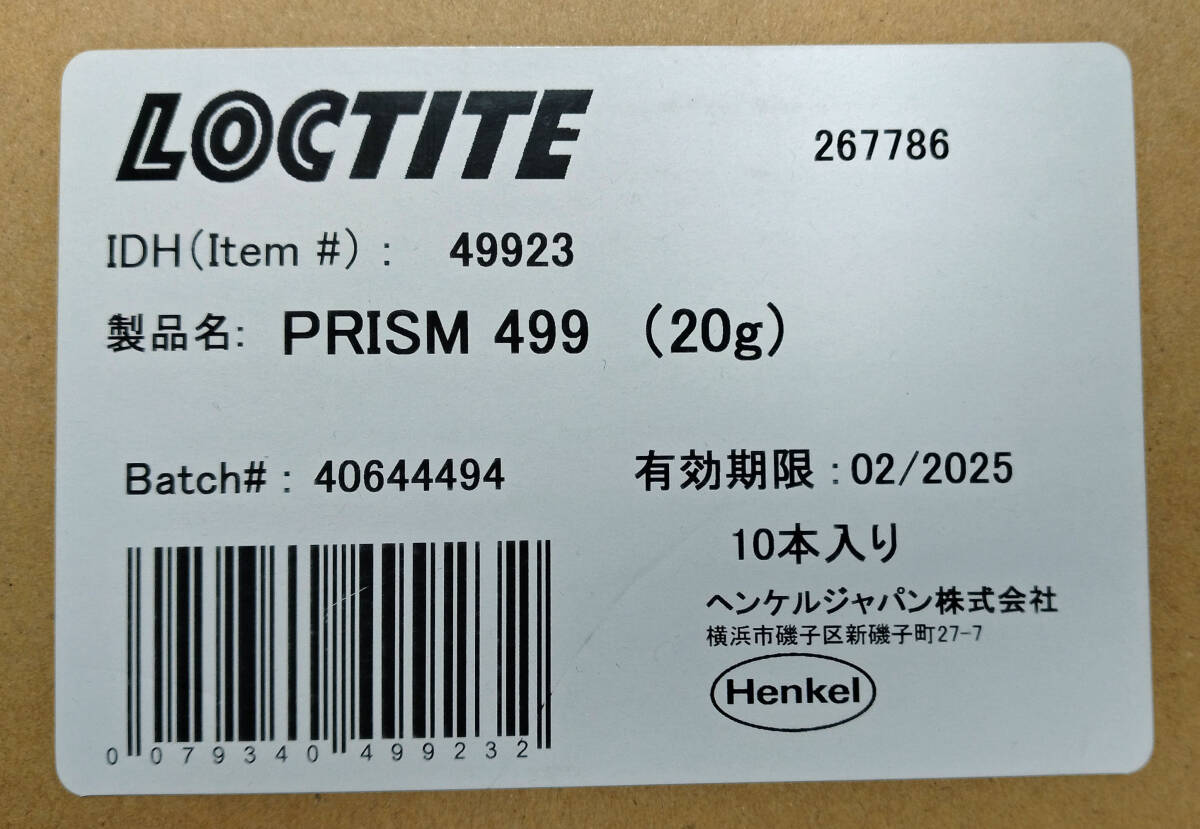 LOCTITE
267786
IDH(Item #) : 49923
製品名: PRISM 499 (20g)
Batch# : 40644494
有効期限 : 02/2025
10本入り
ヘンケルジャパン株式会社
横浜市磯子区新磯子町27-7
Henkel
0 079340 499232